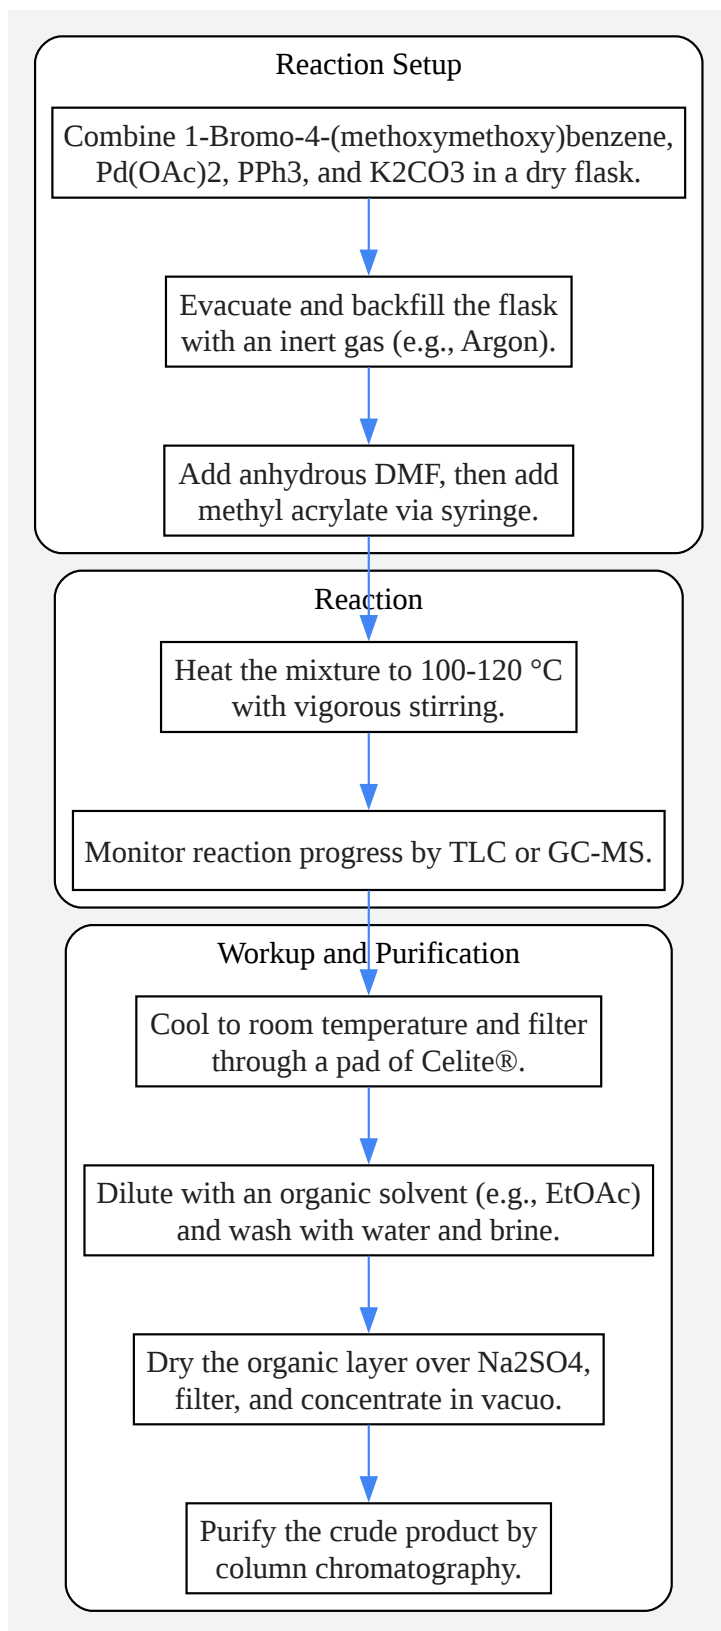 Reaction Setup
Combine 1-Bromo-4-(methoxymethoxy)benzene,
Pd(OAc)2, PPh3, and K2CO3 in a dry flask.
Evacuate and backfill the flask
with an inert gas (e.g., Argon).
Add anhydrous DMF, then add
methyl acrylate via syringe.
Reaction
Heat the mixture to 100-120 °C
with vigorous stirring.
Monitor reaction progress by TLC or GC-MS.
Workup and Purification
Cool to room temperature and filter
through a pad of Celite®.
Dilute with an organic solvent (e.g., EtOAc)
and wash with water and brine.
Dry the organic layer over Na2SO4,
filter, and concentrate in vacuo.
Purify the crude product by
column chromatography.